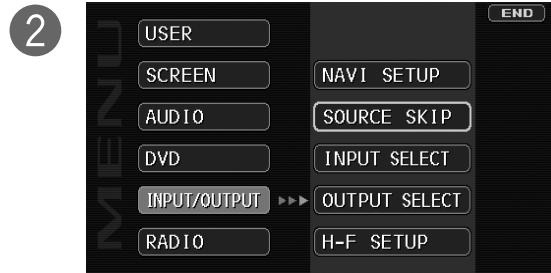 2
END
MENU
USER
SCREEN
NAVI SETUP
AUDIO
SOURCE SKIP
DVD
INPUT SELECT
INPUT/OUTPUT
OUTPUT SELECT
RADIO
H-F SETUP